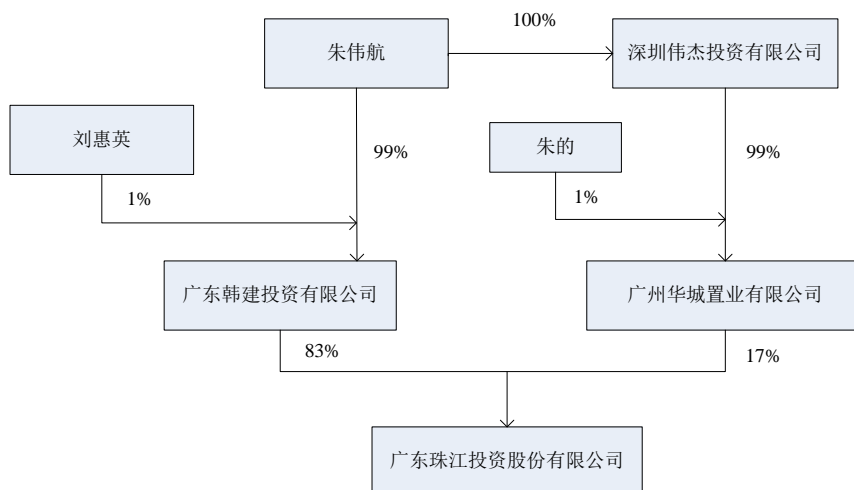 100%
朱伟航
深圳伟杰投资有限公司
刘惠英
99%
朱的
99%
1%
1%
广东韩建投资有限公司
广州华城置业有限公司
83%
17%
广东珠江投资股份有限公司